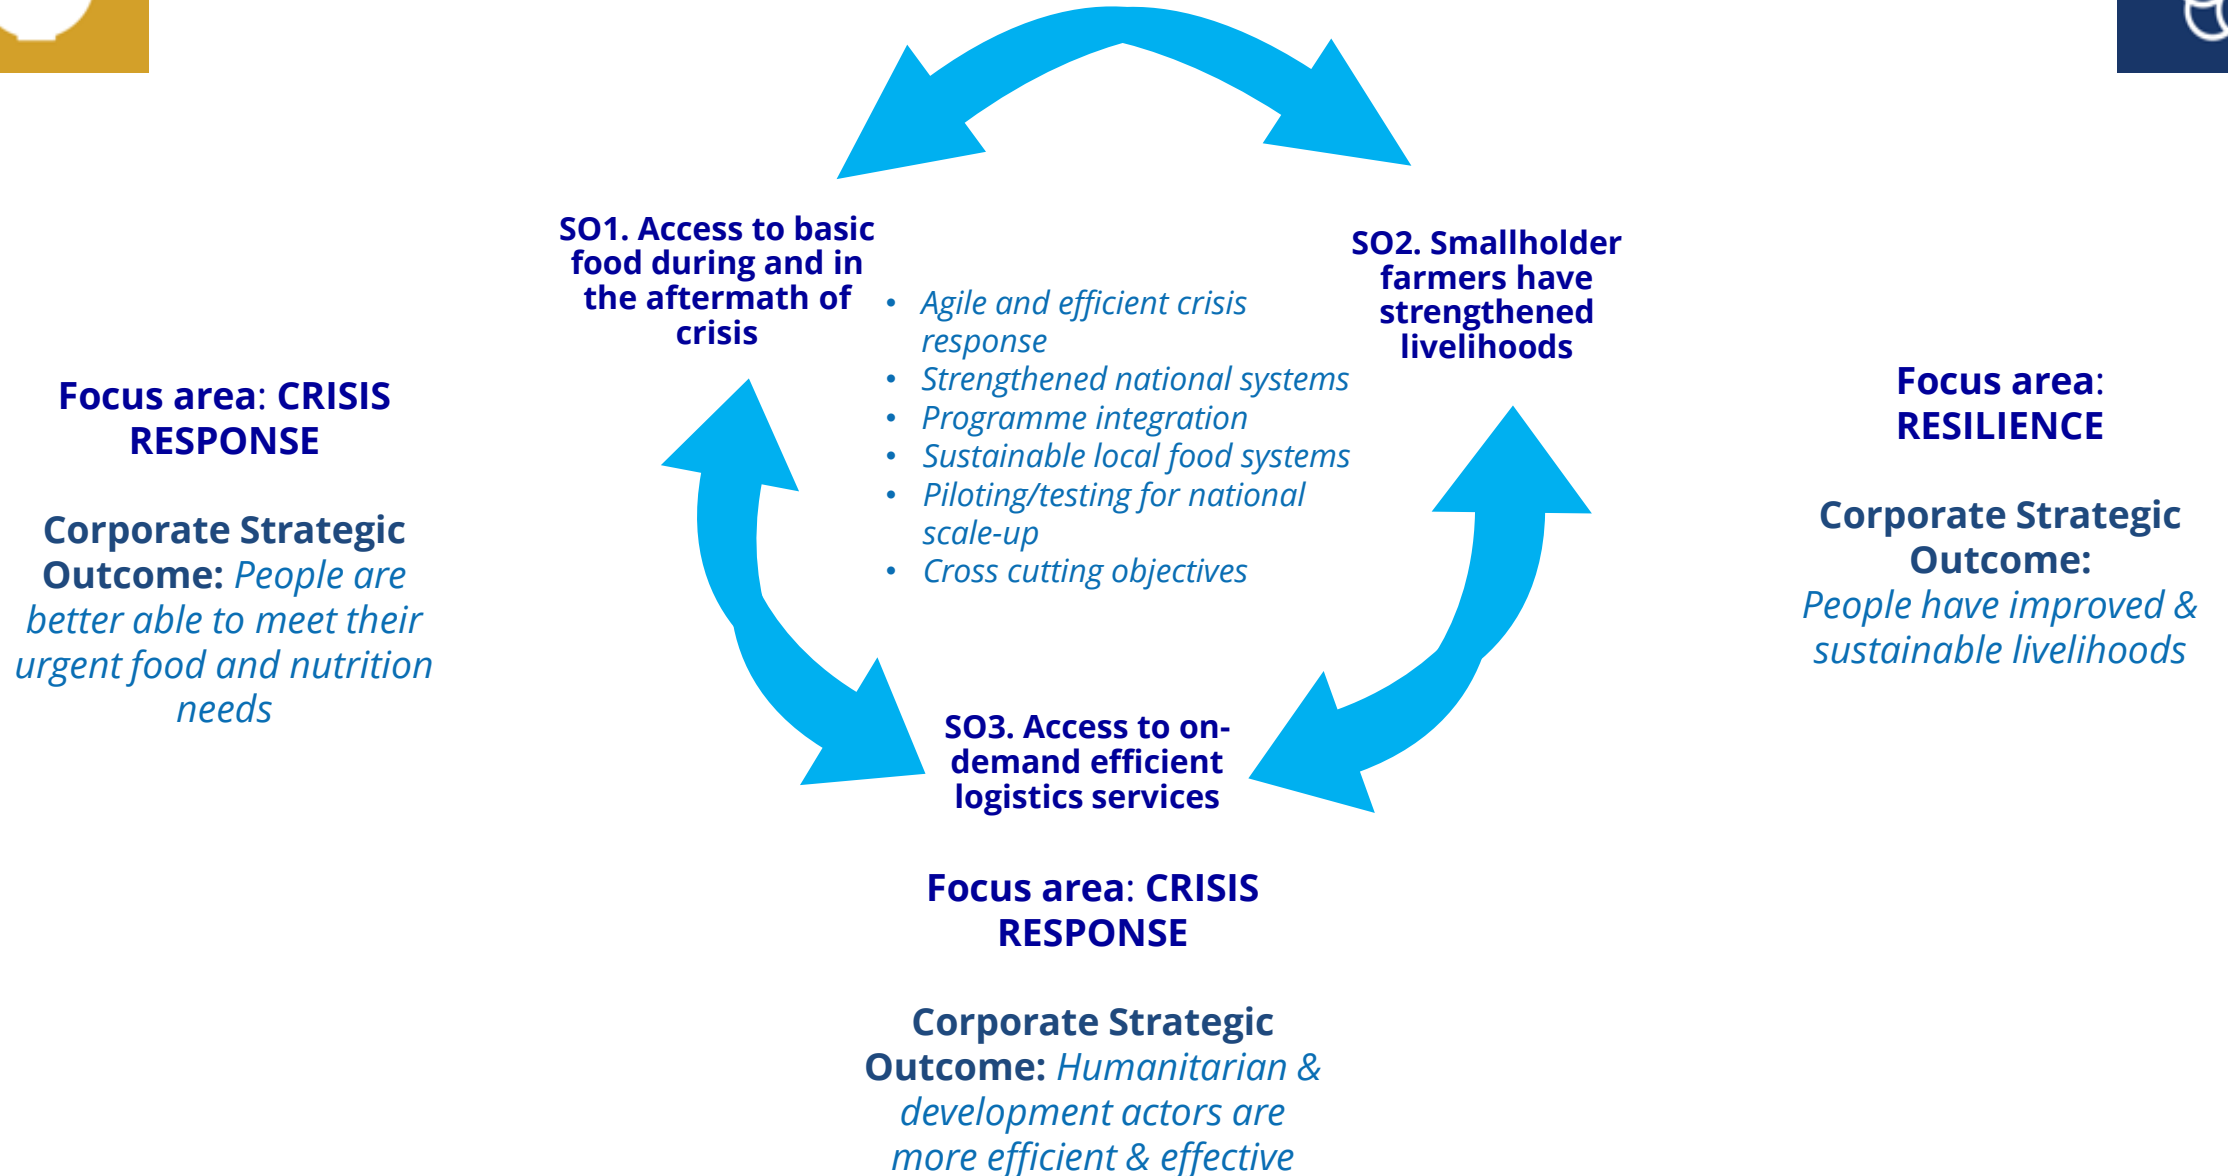 SO1. Access to basic
food during and in
the aftermath of
crisis
SO2. Smallholder
farmers have
strengthened
livelihoods
• Agile and efficient crisis
response
• Strengthened national systems
• Programme integration
• Sustainable local food systems
• Piloting/testing for national
scale-up
• Cross cutting objectives
Focus area: CRISIS
RESPONSE
Corporate Strategic
Outcome: People are
better able to meet their
urgent food and nutrition
needs
Focus area:
RESILIENCE
Corporate Strategic
Outcome:
People have improved &
sustainable livelihoods
SO3. Access to on-
demand efficient
logistics services
Focus area: CRISIS
RESPONSE
Corporate Strategic
Outcome: Humanitarian &
development actors are
more efficient & effective